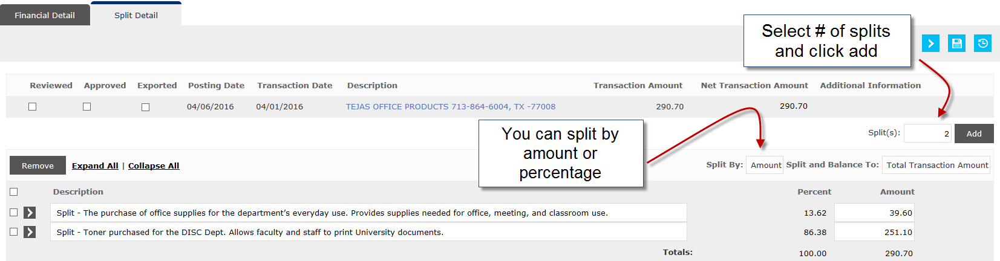 Financial Detail
Split Detail
Select # of splits
and click add
Reviewed Approved Exported Posting Date Transaction Date Description Transaction Amount Net Transaction Amount Additional Information
04/06/2016 04/01/2016 TEJAS OFFICE PRODUCTS 713-864-6004, TX -77008 290.70 290.70
Split(s): 2 Add
You can split by
amount or
percentage
Remove Expand All | Collapse All Split By: Amount Split and Balance To: Total Transaction Amount
Description Percent Amount
Split - The purchase of office supplies for the department's everyday use. Provides supplies needed for office, meeting, and classroom use. 13.62 39.60
Split - Toner purchased for the DISC Dept. Allows faculty and staff to print University documents. 86.38 251.10
Totals: 100.00 290.70